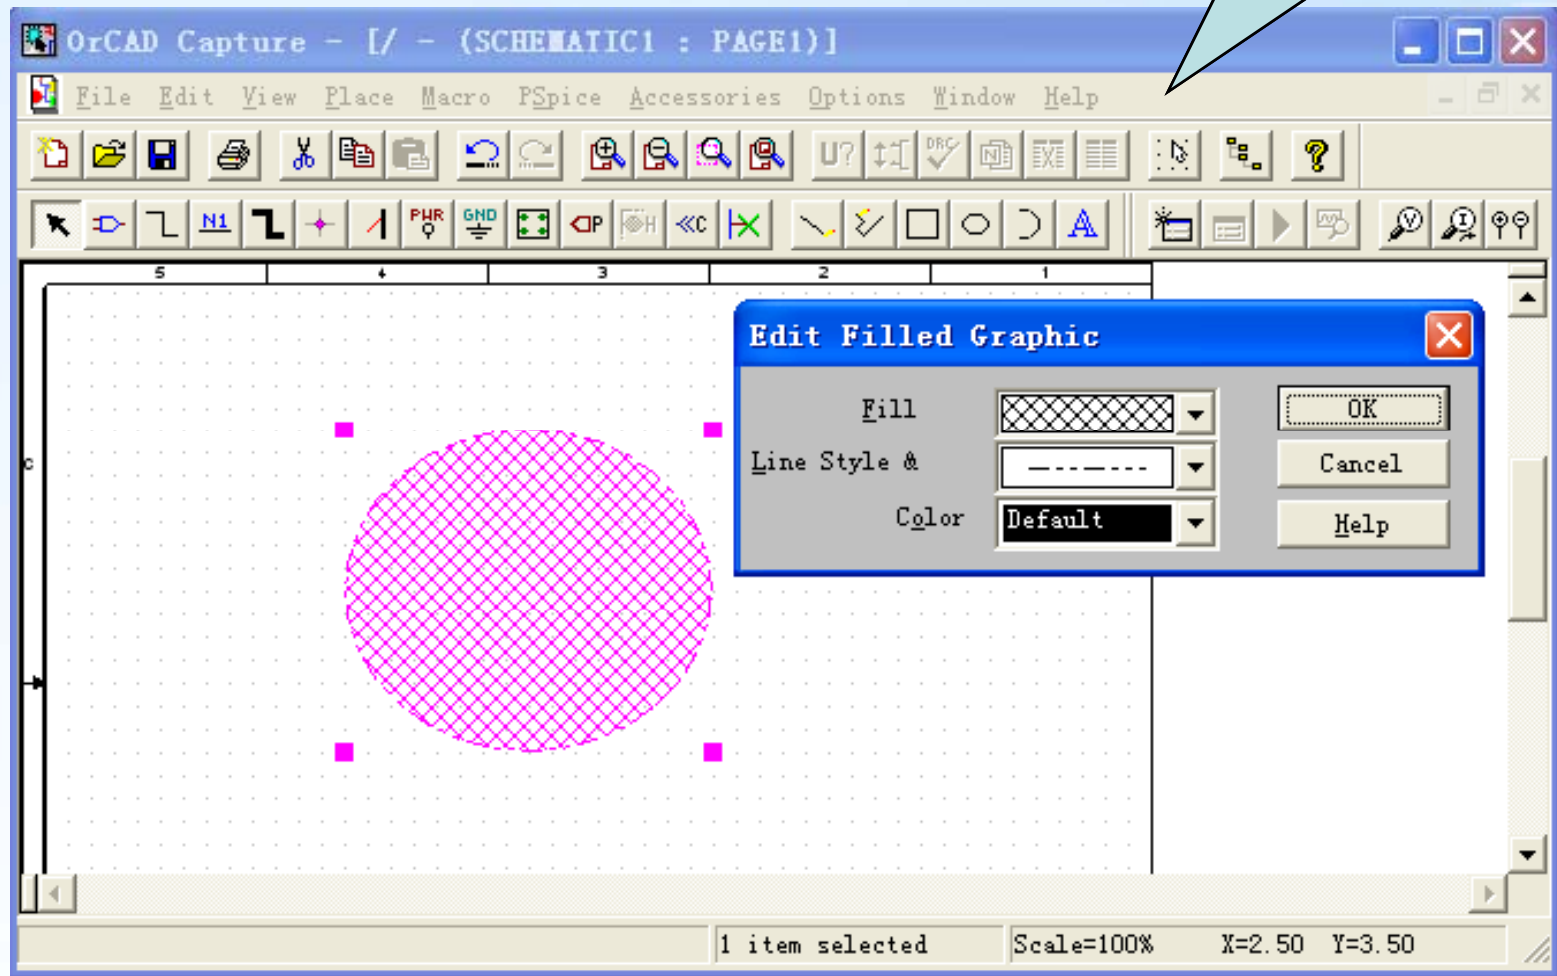 OrCAD Capture - [/ - (SCHEMATIC1 : PAGE1)]
File Edit View Place Macro PSpice Accessories Options Window Help
U? DRC N
N1 PWR GND P H C A V I
5 4 3 2 1
Edit Filled Graphic
Fill OK
C
Line Style & Cancel
Color Default Help
1 item selected Scale=100% X=2.50 Y=3.50